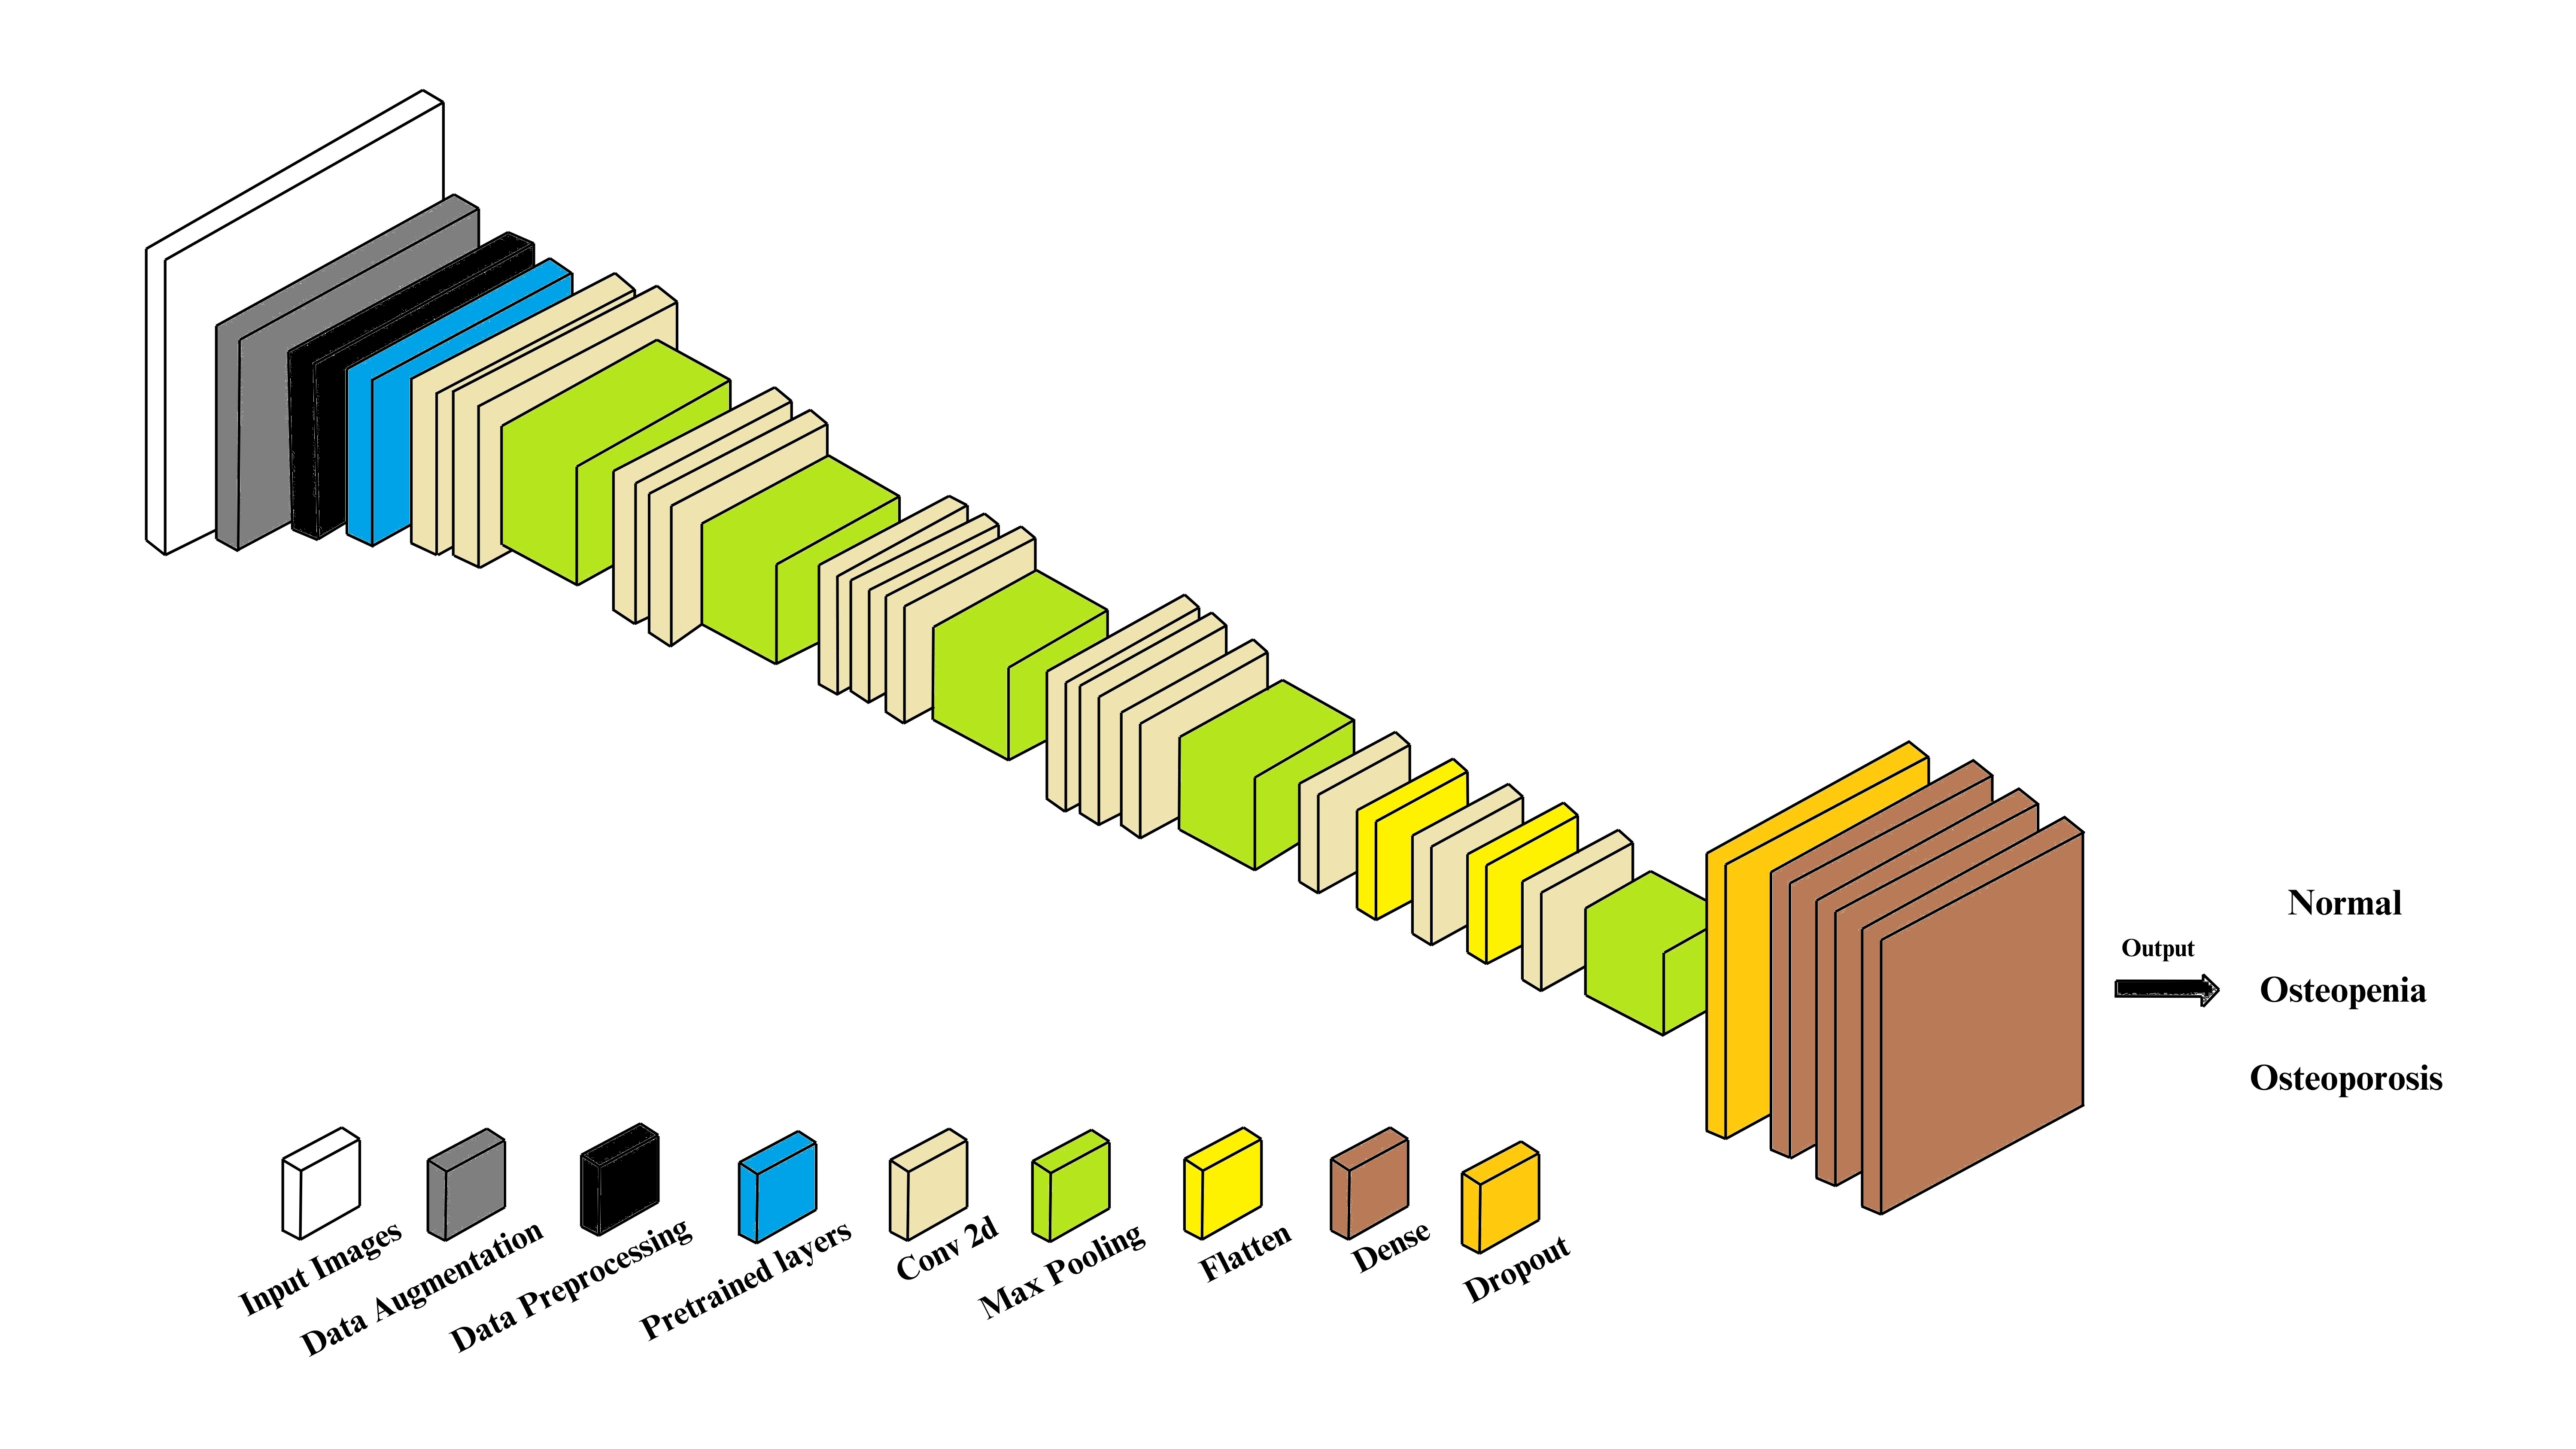 Normal
Output
Osteopenia
Osteoporosis
Input Images
Data Augmentation
Data Preprocessing
Pretrained layers
Conv 2d
Max Pooling
Flatten
Dense
Dropout